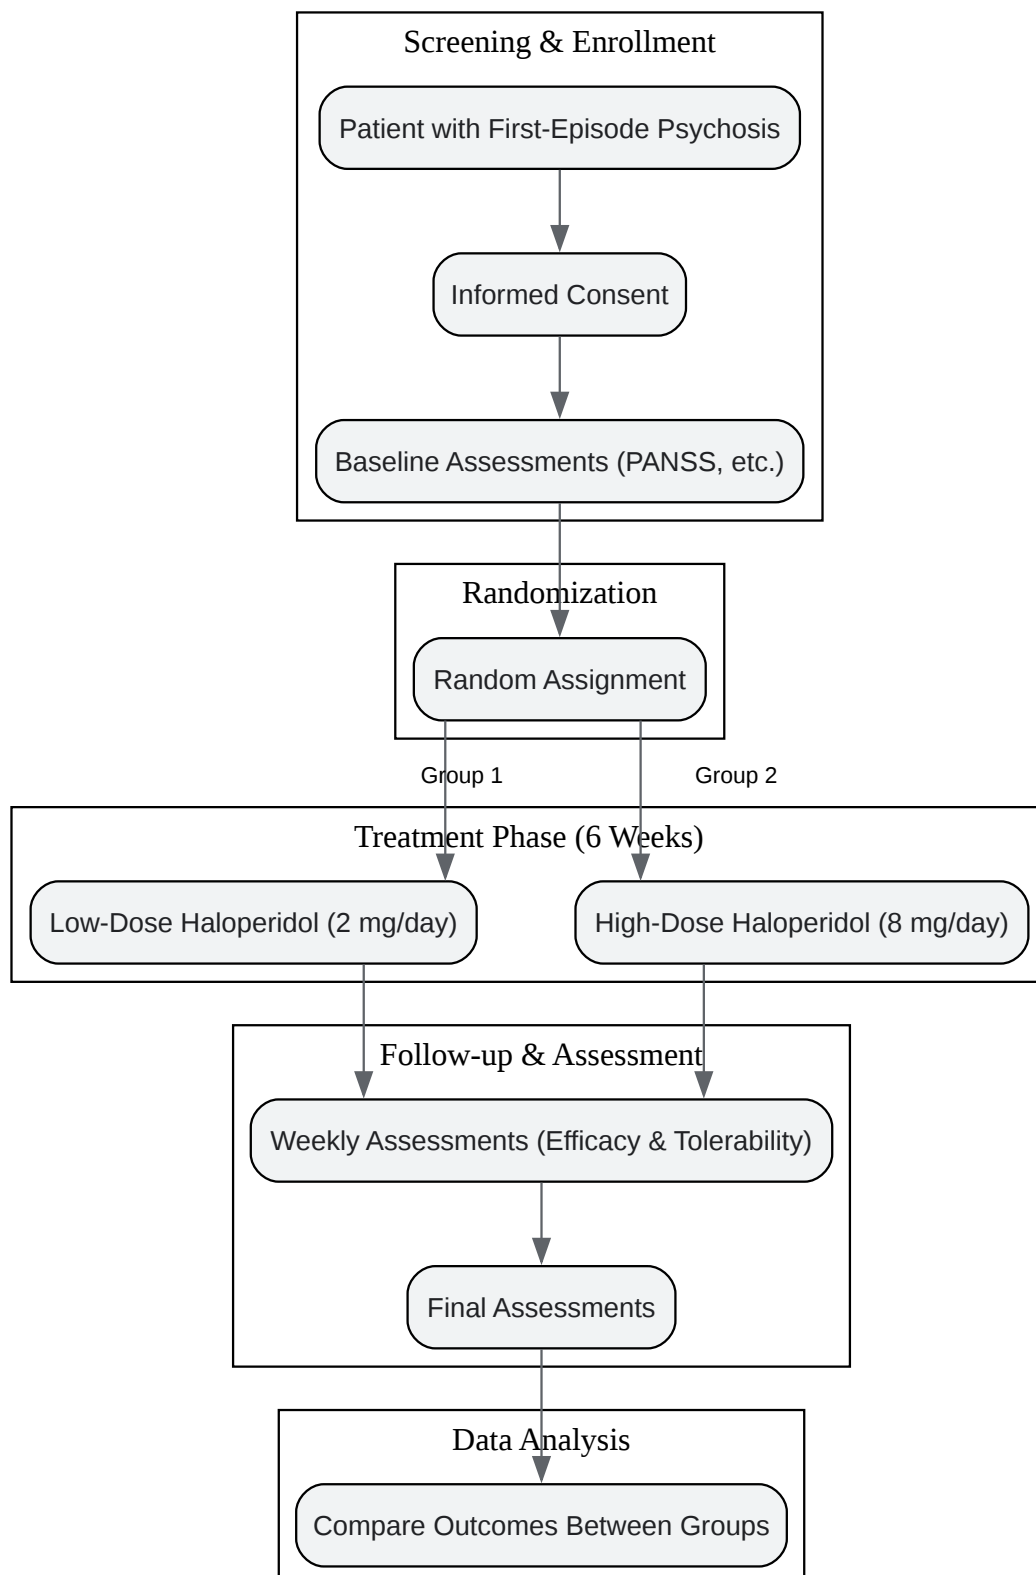 Screening & Enrollment
Patient with First-Episode Psychosis
Informed Consent
Baseline Assessments (PANSS, etc.)
Randomization
Random Assignment
Group 1
Group 2
Treatment Phase (6 Weeks)
Low-Dose Haloperidol (2 mg/day)
High-Dose Haloperidol (8 mg/day)
Follow-up & Assessment
Weekly Assessments (Efficacy & Tolerability)
Final Assessments
Data Analysis
Compare Outcomes Between Groups